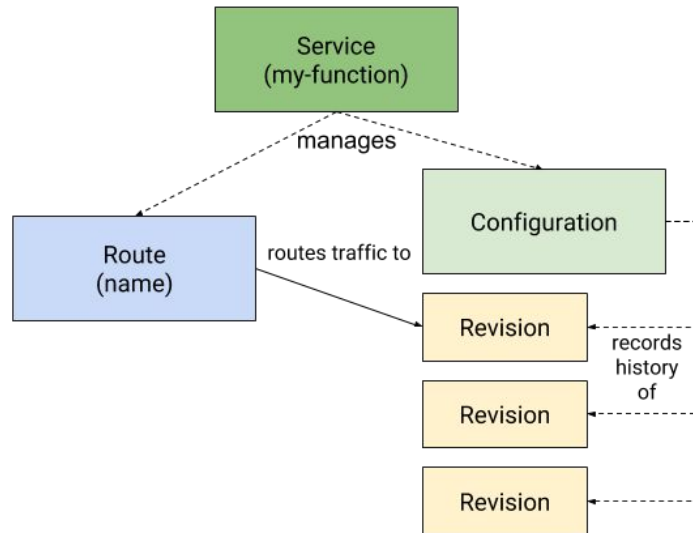 Service
(my-function)
manages
Configuration
Route
(name)
routes traffic to
Revision
records
history
of
Revision
Revision